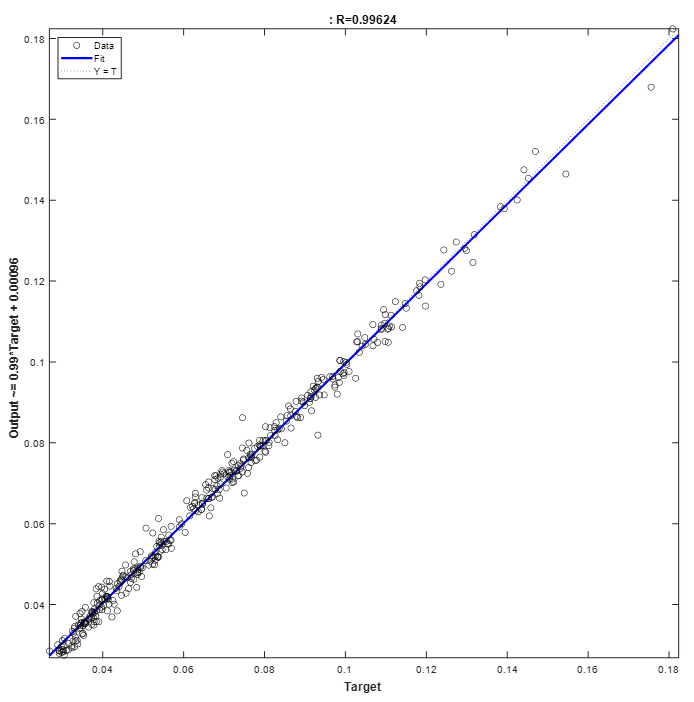 : R=0.99624
Data
Fit
Y = T
0.18
0.16
0.14
0.12
0.1
0.08
0.06
0.04
Output ~= 0.99*Target + 0.00096
0.04 0.06 0.08 0.1 0.12 0.14 0.16 0.18
Target